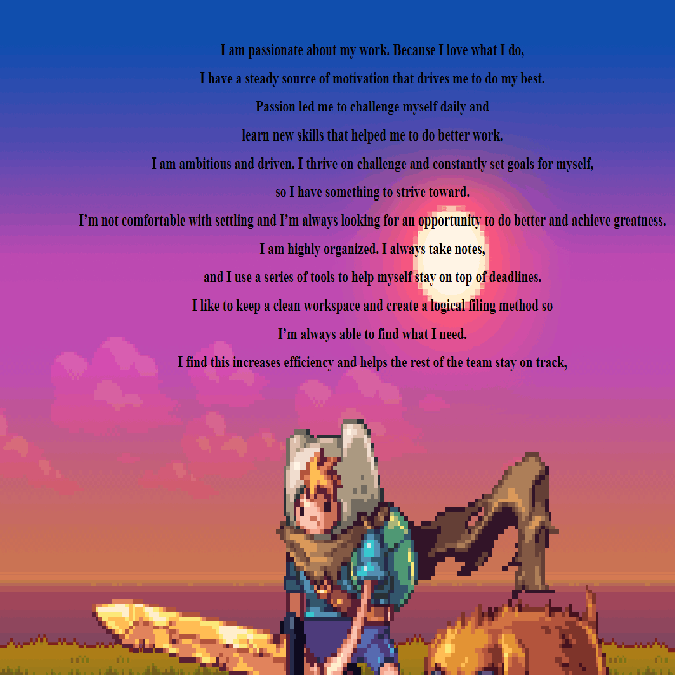 I am passionate about my work. Because I love what I do,
I have a steady source of motivation that drives me to do my best.
Passion led me to challenge myself daily and
learn new skills that helped me to do better work.
I am ambitious and driven. I thrive on challenge and constantly set goals for myself,
so I have something to strive toward.
I’m not comfortable with settling and I’m always looking for an opportunity to do better and achieve greatness.
I am highly organized. I always take notes,
and I use a series of tools to help myself stay on top of deadlines.
I like to keep a clean workspace and create a logical filing method so
I’m always able to find what I need.
I find this increases efficiency and helps the rest of the team stay on track,